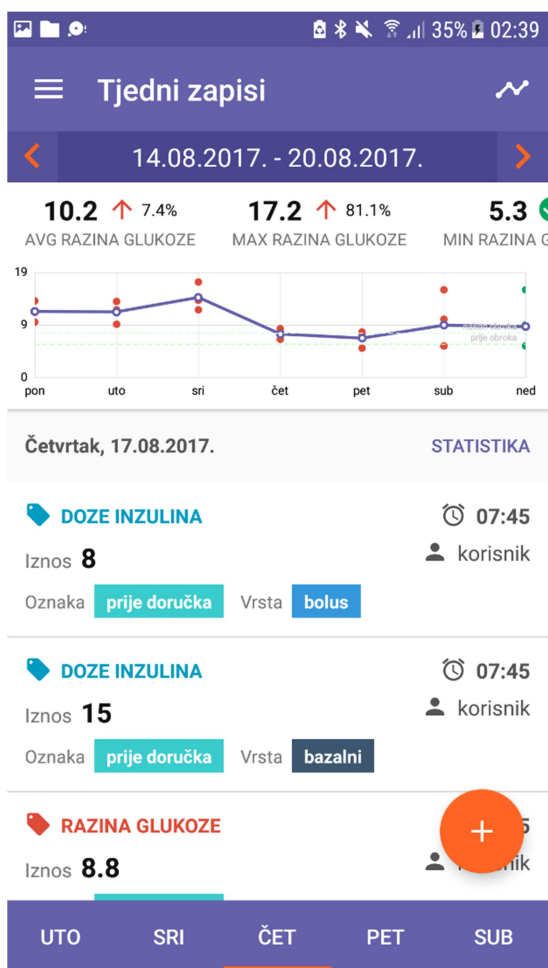 35% 02:39
Tjedni zapisi
14.08.2017. - 20.08.2017.
10.2 7.4% 17.2 81.1% 5.3
AVG RAZINA GLUKOZE MAX RAZINA GLUKOZE MIN RAZINA G
19
9
prije obroka
0
pon uto sri čet pet sub ned
Četvrtak, 17.08.2017. STATISTIKA
DOZE INZULINA 07:45
Iznos 8 korisnik
Oznaka prije doručka Vrsta bolus
DOZE INZULINA 07:45
Iznos 15 korisnik
Oznaka prije doručka Vrsta bazalni
RAZINA GLUKOZE
Iznos 8.8
UTO SRI ČET PET SUB